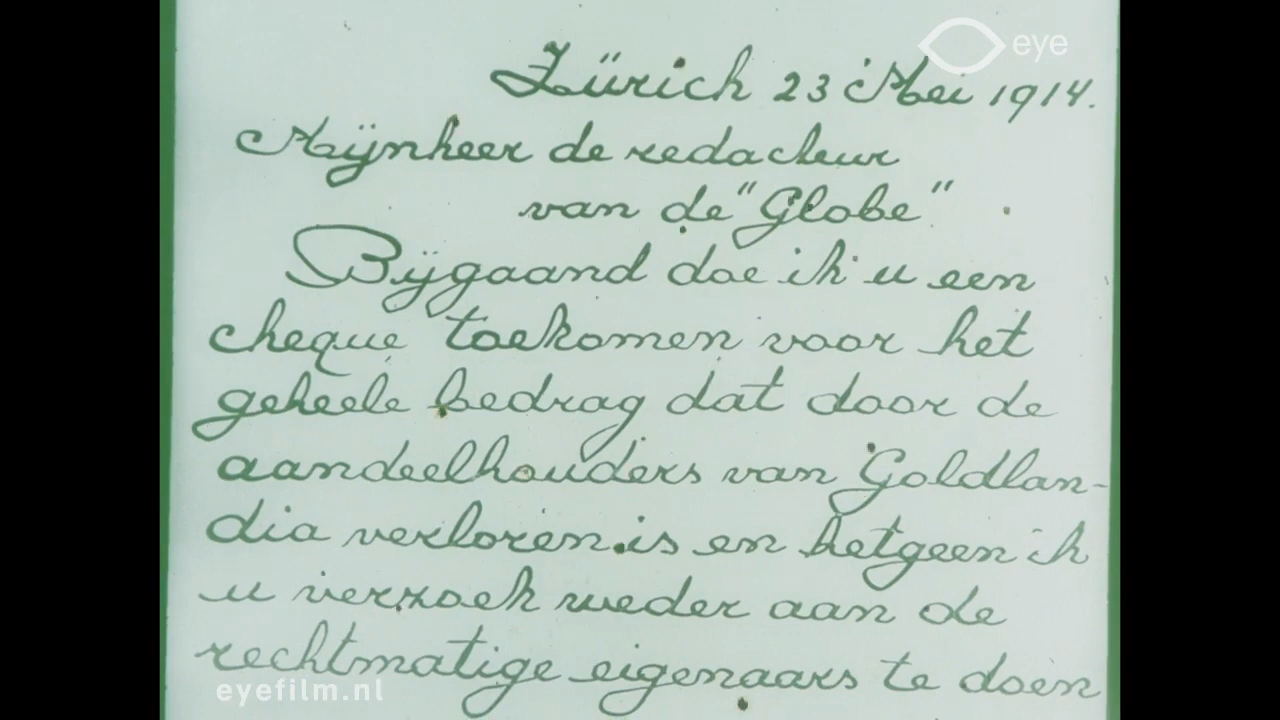 eye
Zürich 23 Mei 1914.
Mijnheer de redacteur
van de "Globe"
Bijgaand doe ik u een
cheque toekomen voor het
geheele bedrag dat door de
aandeelhouders van Goldlan-
dia verloren is en hetgeen ik
u verzoek weder aan de
rechtmatige eigenaars te doen
eyefilm.nl